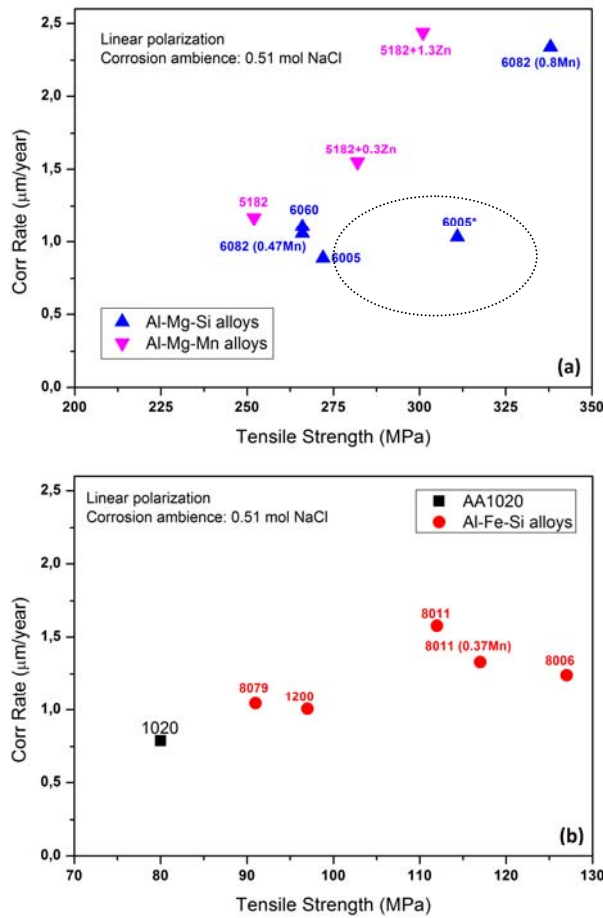 2,5
2,0
1,5
1,0
0,5
0,0
Corr Rate (μm/year)
Linear polarization
Corrosion ambience: 0.51 mol NaCl
5182+1.3Zn
6082 (0.8Mn)
5182+0.3Zn
5182
6060
6082 (0.47Mn)
6005
6005*
Al-Mg-Si alloys
Al-Mg-Mn alloys
(a)
200 225 250 275 300 325 350
Tensile Strength (MPa)
2,5
2,0
1,5
1,0
0,5
0,0
Corr Rate (μm/year)
Linear polarization
Corrosion ambience: 0.51 mol NaCl
AA1020
Al-Fe-Si alloys
8011
8011 (0.37Mn)
8006
8079
1200
1020
(b)
70 80 90 100 110 120 130
Tensile Strength (MPa)